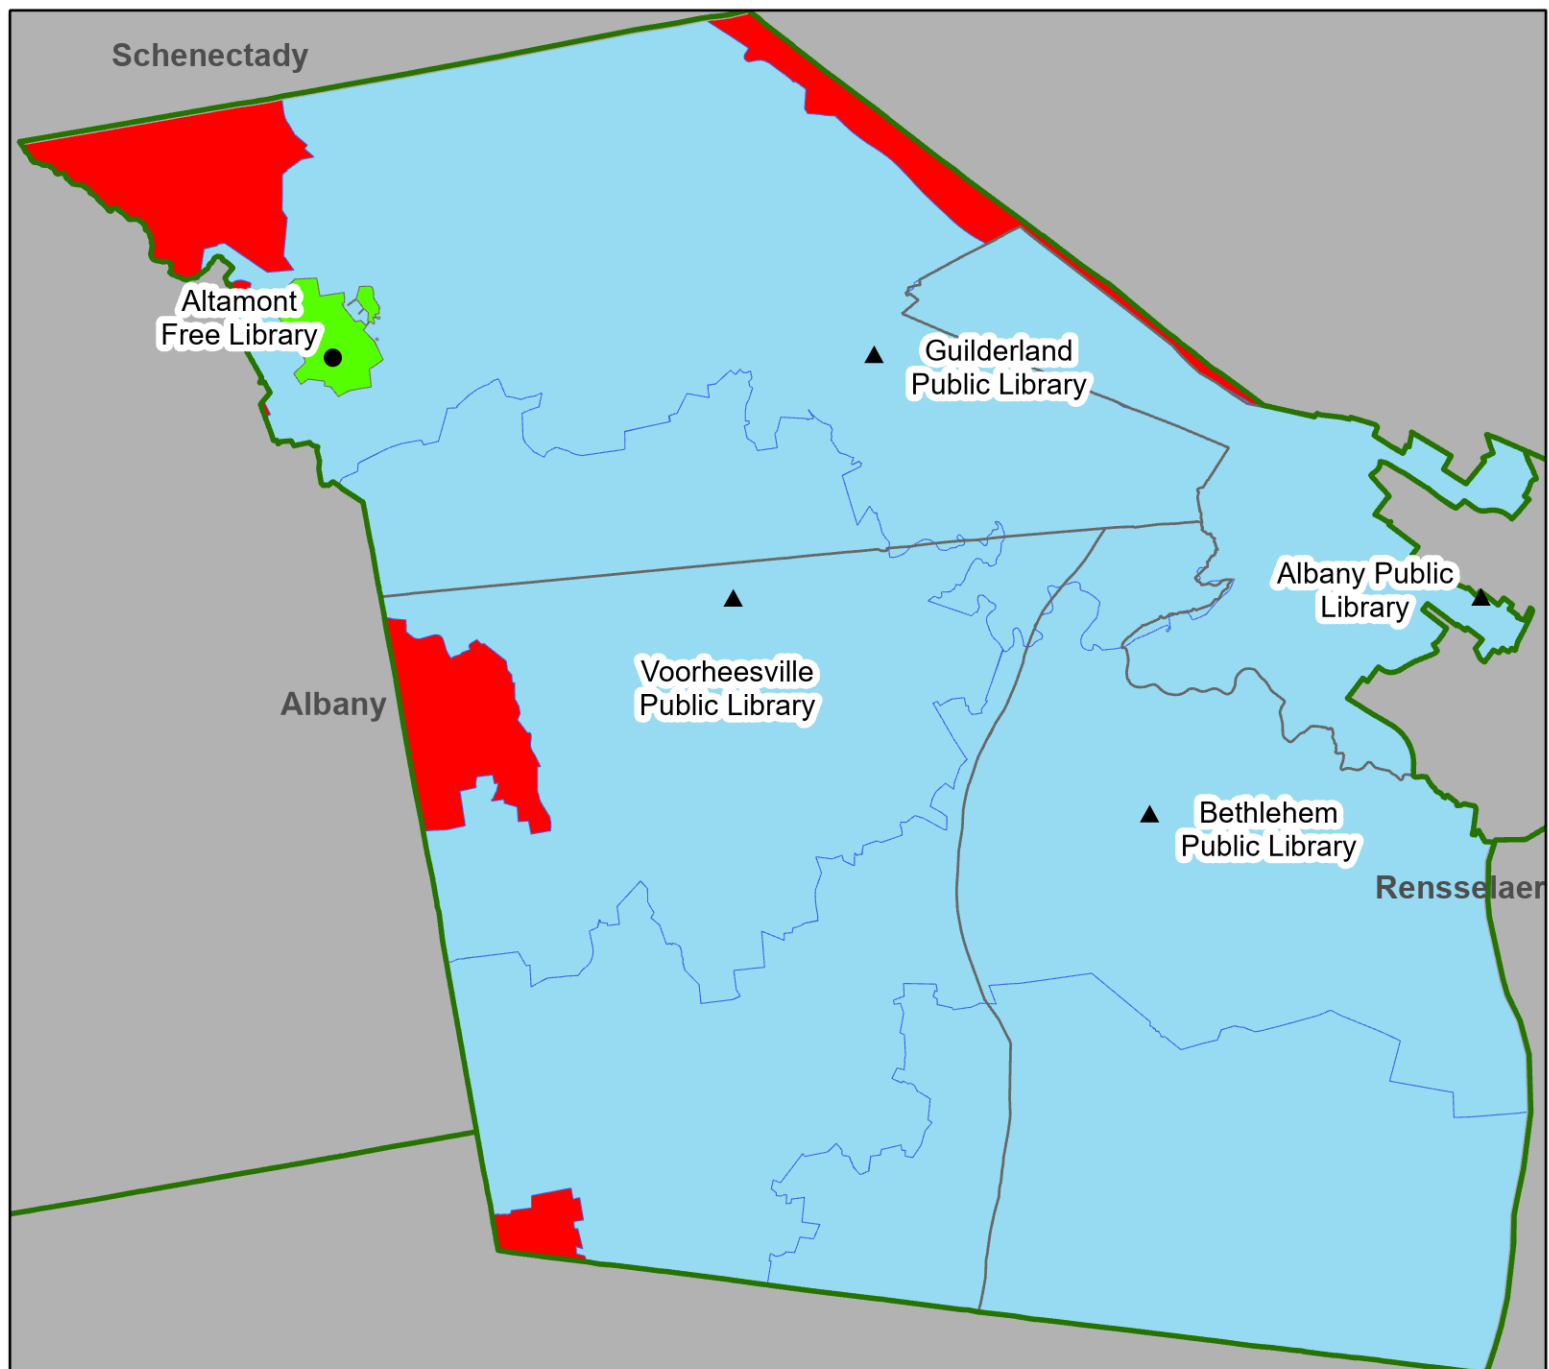 Schenectady
Altamont
Free Library
Guilderland
Public Library
Albany Public
Library
Voorheesville
Public Library
Albany
Bethlehem
Public Library
Rensselaer